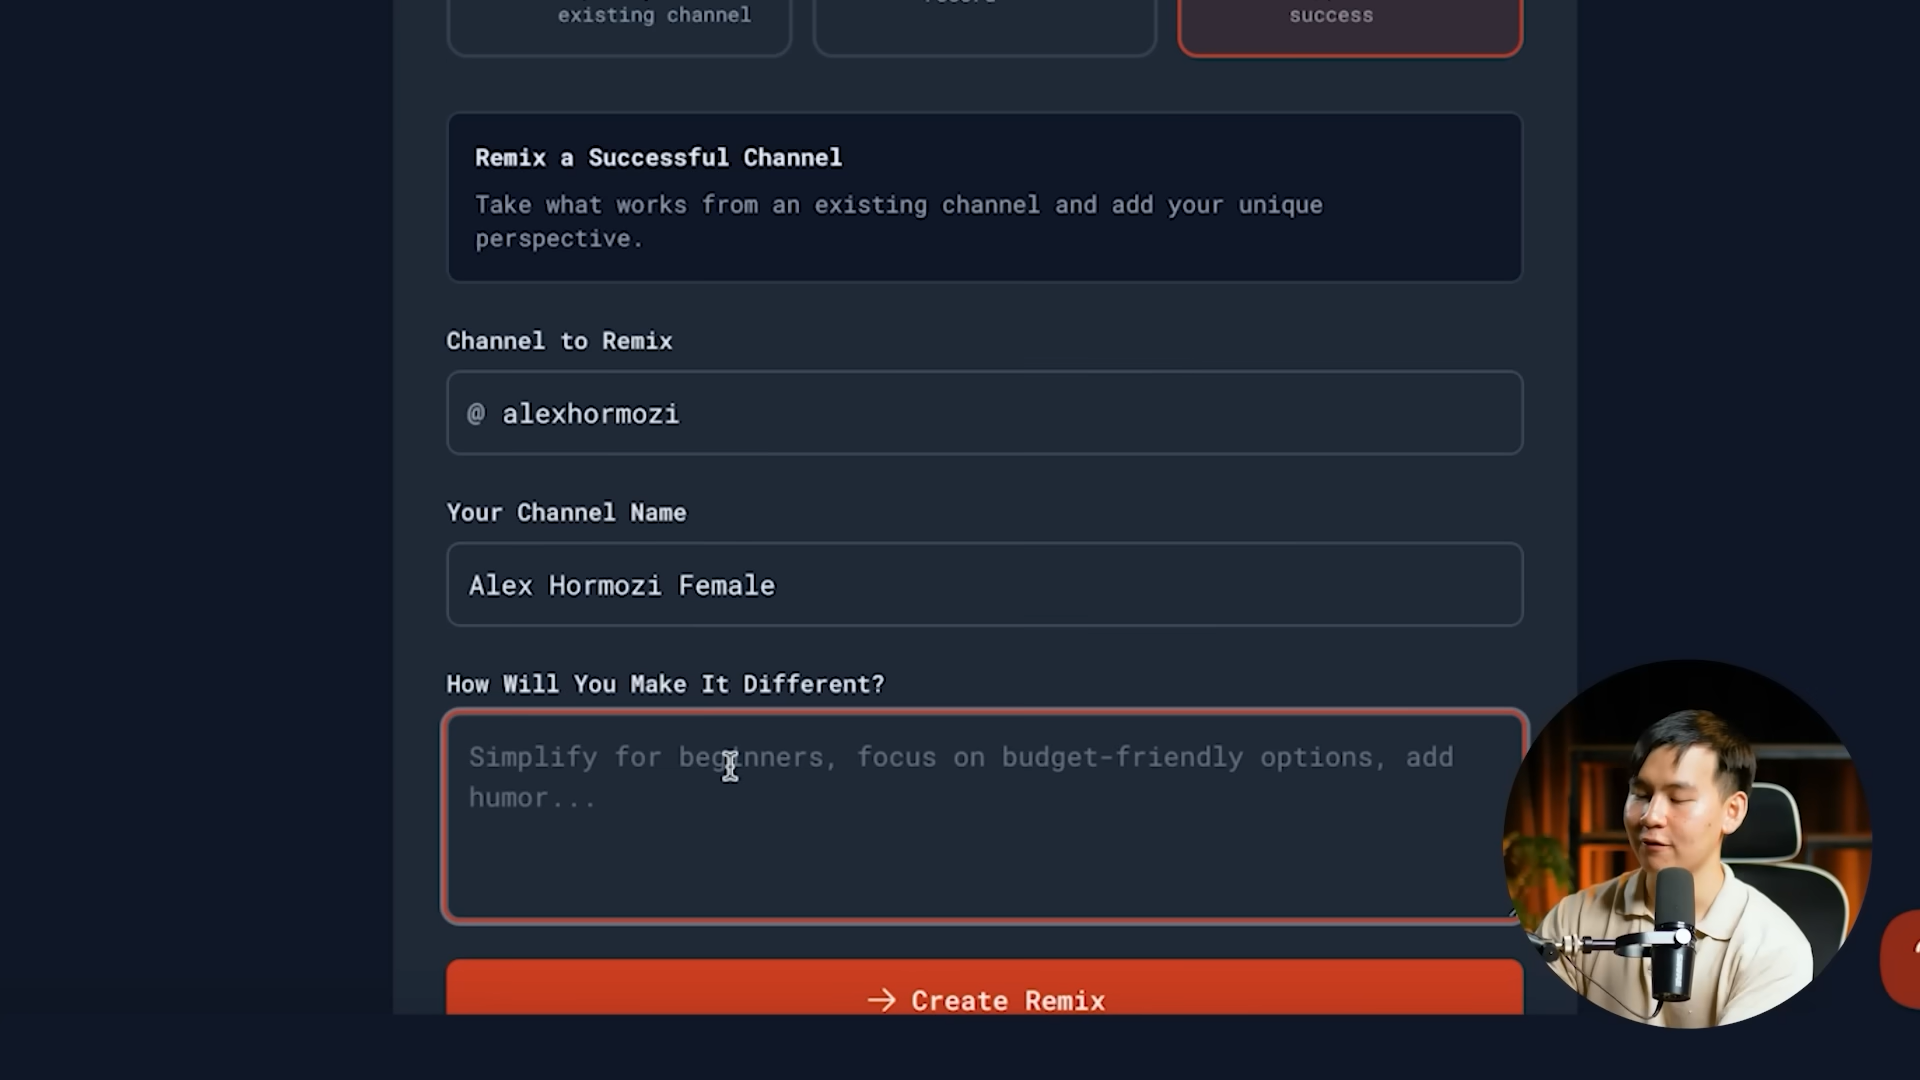 existing channel
success
Remix a Successful Channel
Take what works from an existing channel and add your unique
perspective.
Channel to Remix
@ alexhormozi
Your Channel Name
Alex Hormozi Female
How Will You Make It Different?
Simplify for beginners, focus on budget-friendly options, add
humor...
→ Create Remix